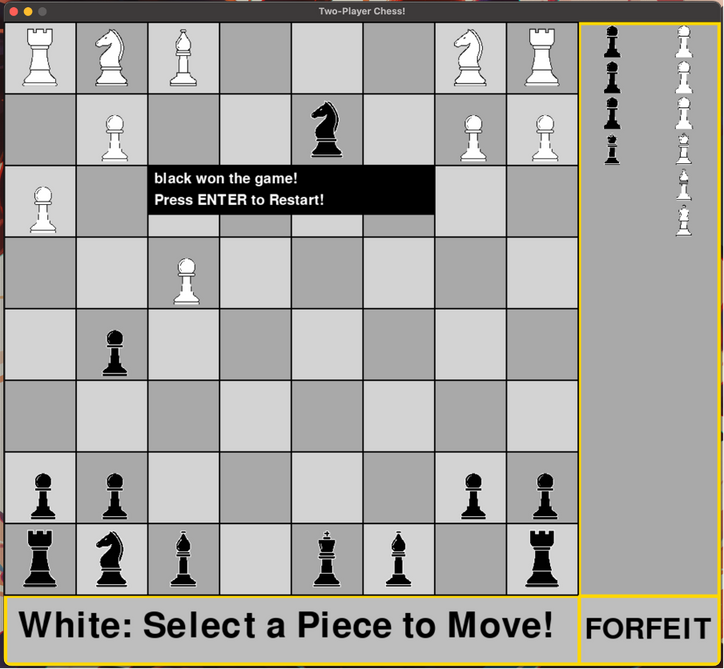 Two-Player Chess!
black won the game!
Press ENTER to Restart!
White: Select a Piece to Move!
FORFEIT